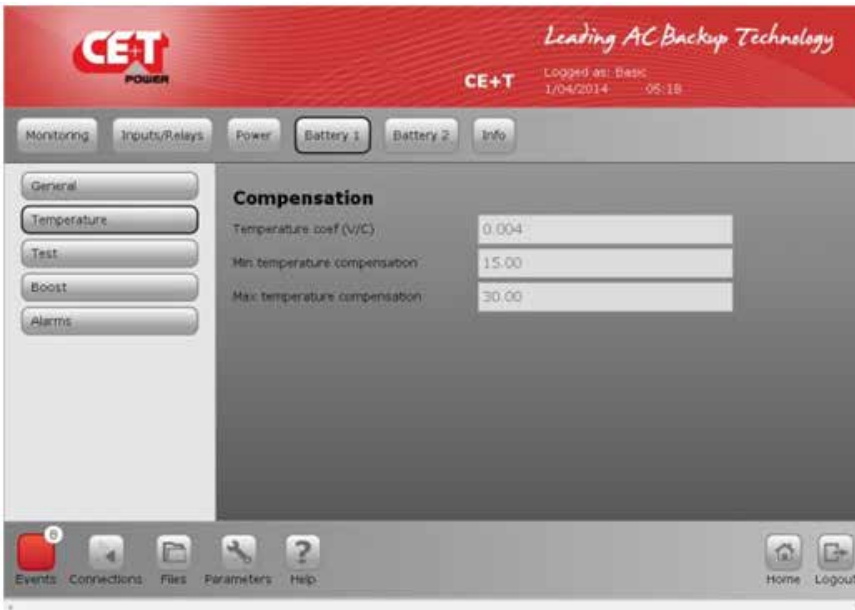 CE+T
POWER
Leading AC Backup Technology
CE+T
Logged as: Basic
1/04/2014 05:18
Monitoring Inputs/Relays Power Battery 1 Battery 2 Info
General
Temperature
Test
Boost
Alarms
Compensation
Temperature coef (V/C) 0.004
Min temperature compensation 15.00
Max temperature compensation 30.00
8
Events Connections Files Parameters Help Home Logout